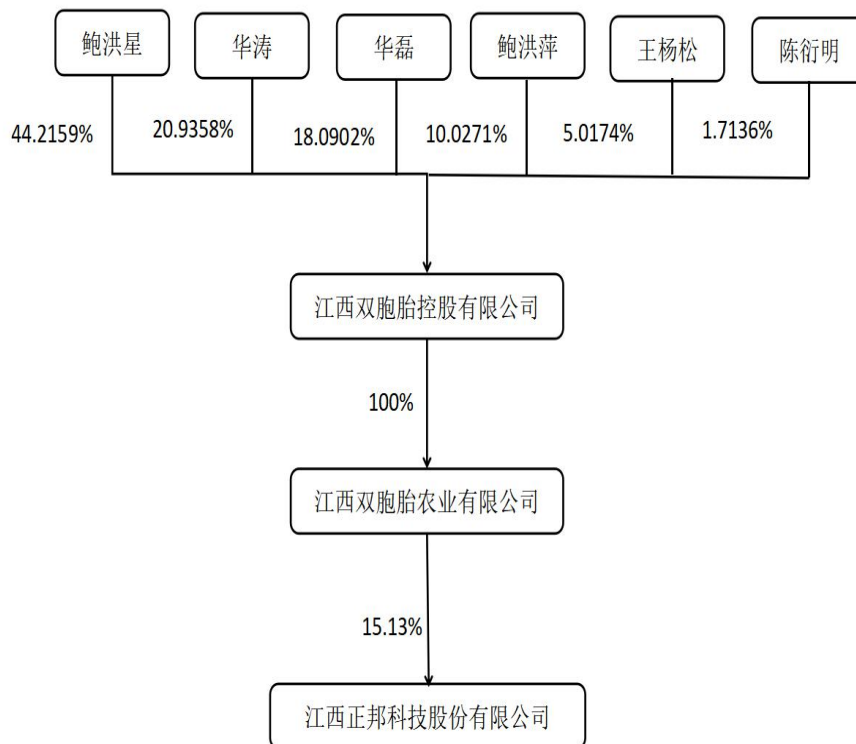 鲍洪星
华涛
华磊
鲍洪萍
王杨松
陈衍明
44.2159%
20.9358%
18.0902%
10.0271%
5.0174%
1.7136%
江西双胞胎控股有限公司
100%
江西双胞胎农业有限公司
15.13%
江西正邦科技股份有限公司